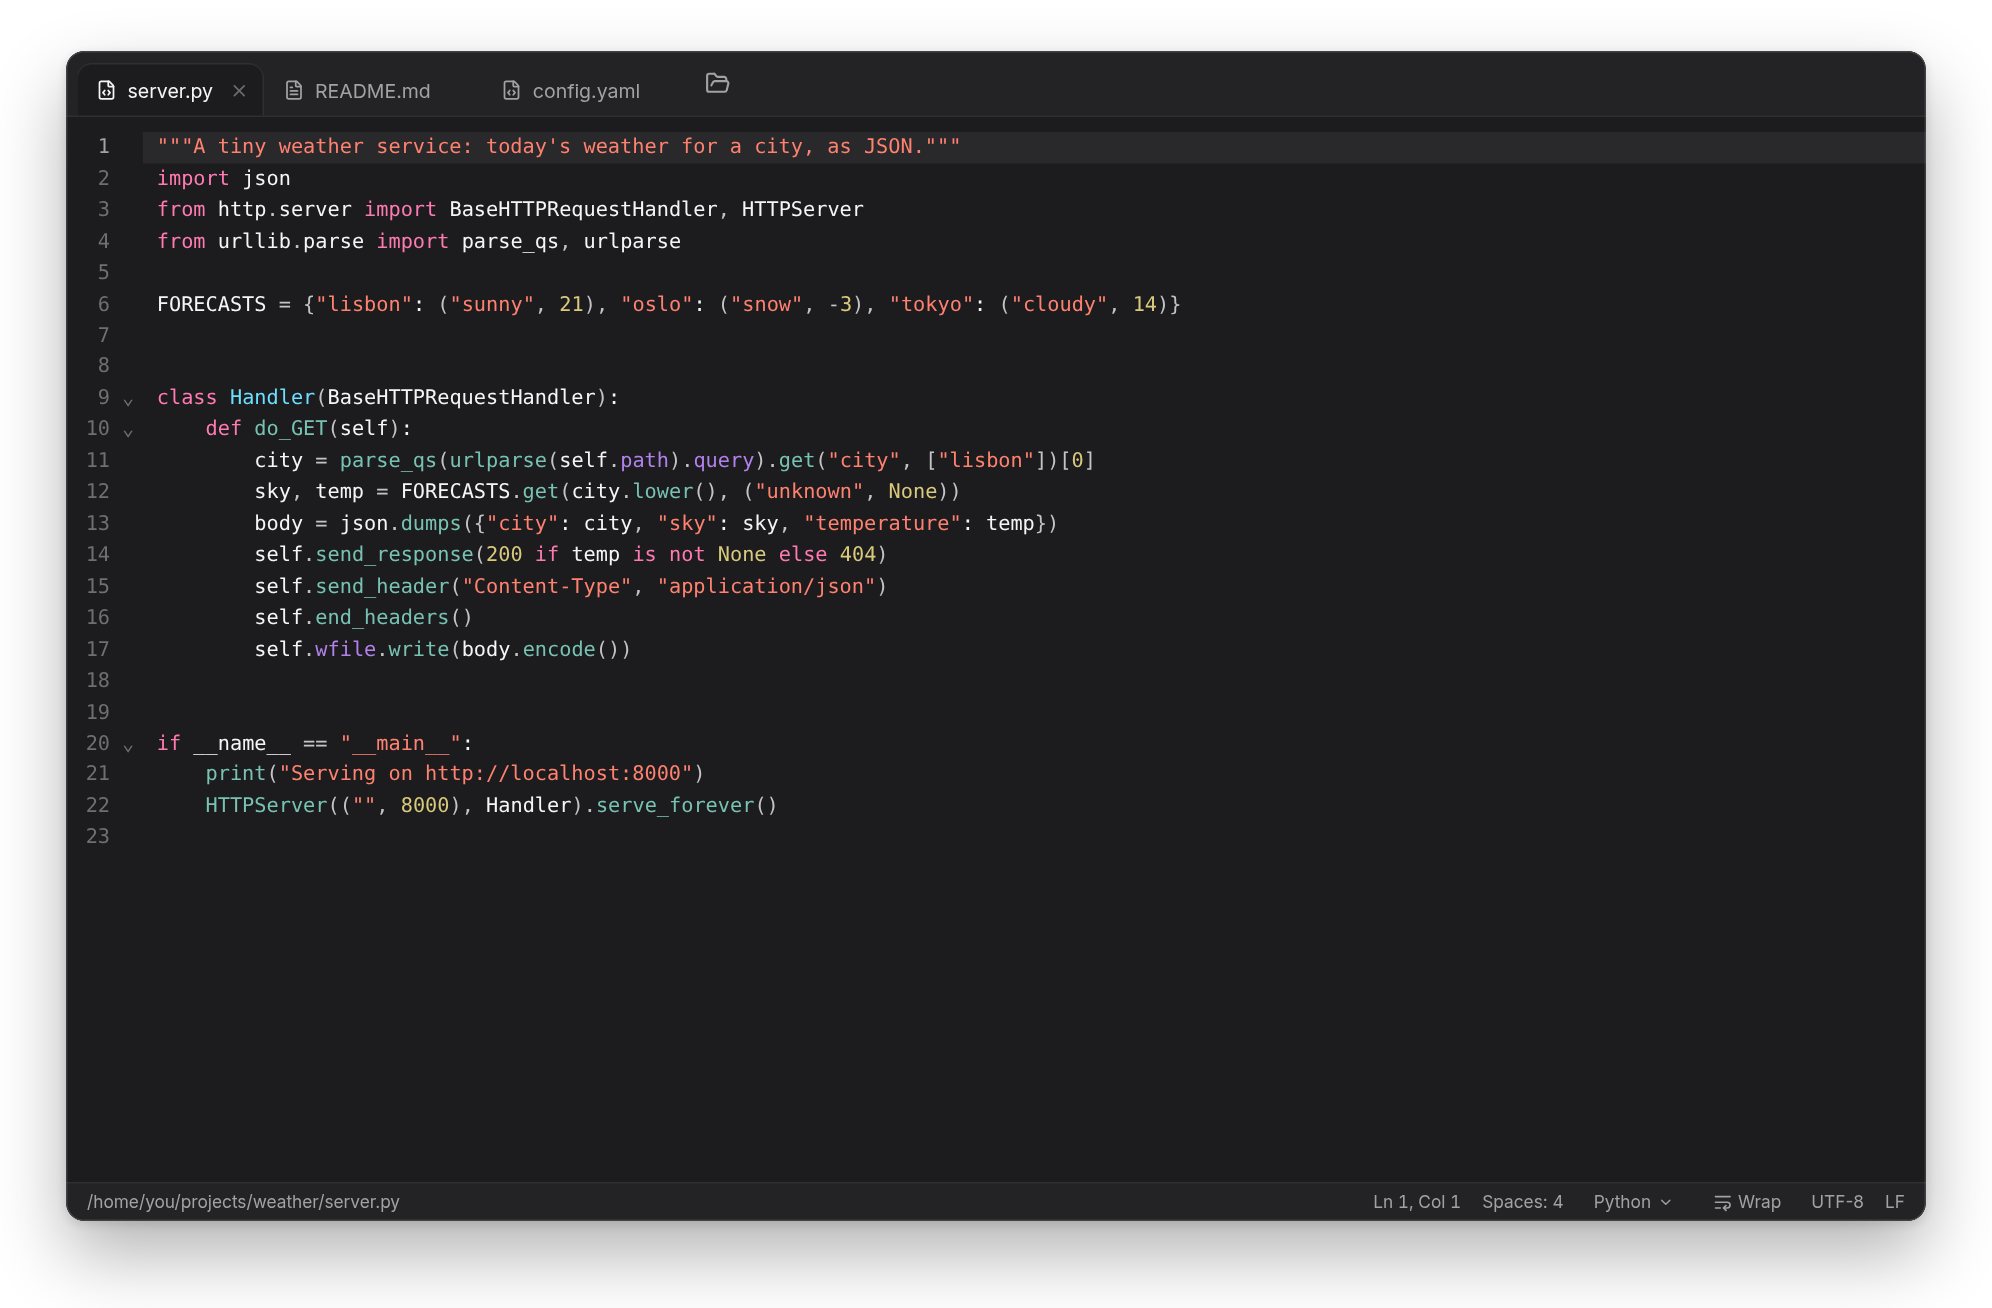 server.py README.md config.yaml
1 """A tiny weather service: today's weather for a city, as JSON."""
2 import json
3 from http.server import BaseHTTPRequestHandler, HTTPServer
4 from urllib.parse import parse_qs, urlparse
5
6 FORECASTS = {"lisbon": ("sunny", 21), "oslo": ("snow", -3), "tokyo": ("cloudy", 14)}
7
8
9 class Handler(BaseHTTPRequestHandler):
10     def do_GET(self):
11         city = parse_qs(urlparse(self.path).query).get("city", ["lisbon"])[0]
12         sky, temp = FORECASTS.get(city.lower(), ("unknown", None))
13         body = json.dumps({"city": city, "sky": sky, "temperature": temp})
14         self.send_response(200 if temp is not None else 404)
15         self.send_header("Content-Type", "application/json")
16         self.end_headers()
17         self.wfile.write(body.encode())
18
19
20 if __name__ == "__main__":
21     print("Serving on http://localhost:8000")
22     HTTPServer(("", 8000), Handler).serve_forever()
23
/home/you/projects/weather/server.py Ln 1, Col 1 Spaces: 4 Python Wrap UTF-8 LF